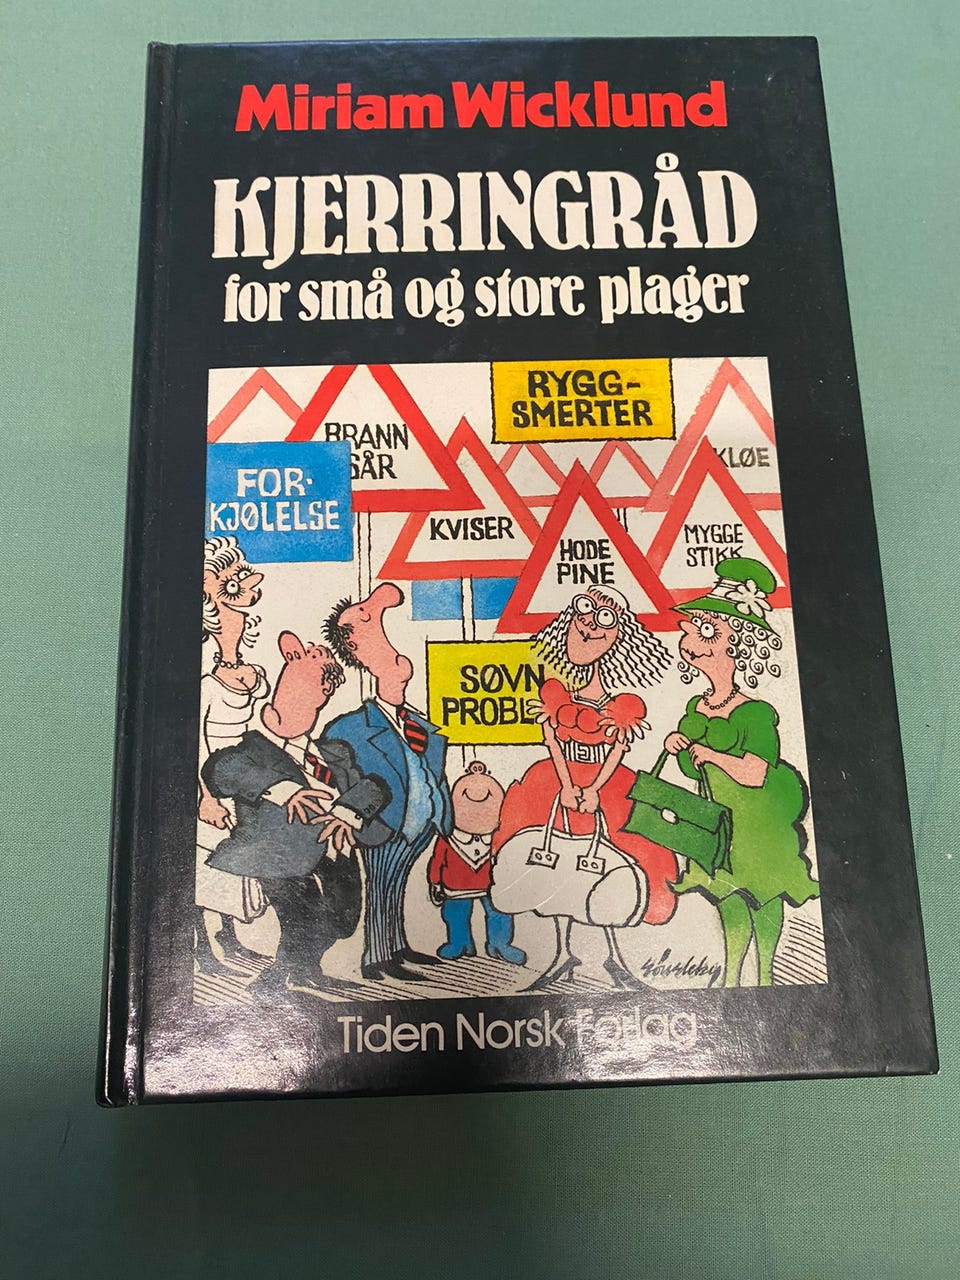 Miriam Wicklund
KJERRINGRÅD
for små og store plager
RYGG-
SMERTER
BRANN
SÅR
KLØE
FOR-
KJØLELSE
KVISER
MYGGE
STIKK
HODE
PINE
SØVN
PROBLE
Tiden Norsk Forlag